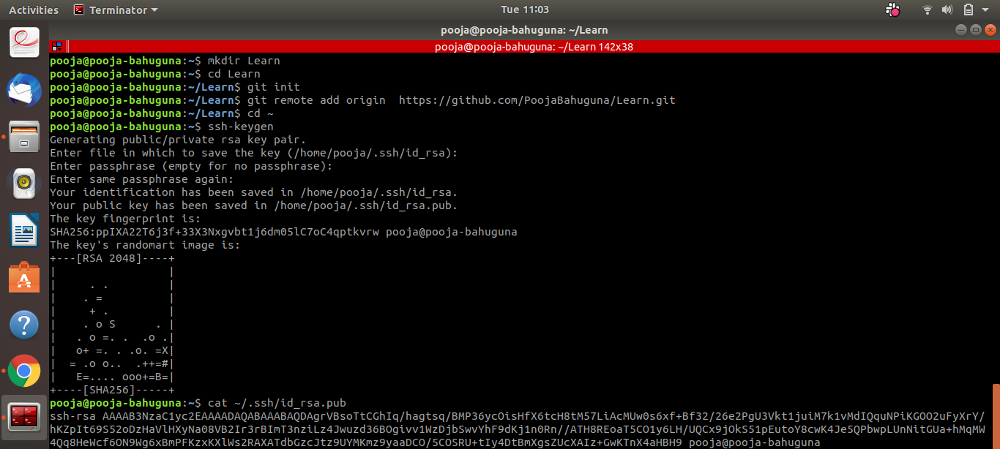 Activities Terminator Tue 11:03
pooja@pooja-bahuguna: ~/Learn
pooja@pooja-bahuguna: ~/Learn 142x38
pooja@pooja-bahuguna:~$ mkdir Learn
pooja@pooja-bahuguna:~$ cd Learn
pooja@pooja-bahuguna:~/Learn$ git init
pooja@pooja-bahuguna:~/Learn$ git remote add origin  https://github.com/PoojaBahuguna/Learn.git
pooja@pooja-bahuguna:~/Learn$ cd ~
pooja@pooja-bahuguna:~$ ssh-keygen
Generating public/private rsa key pair.
Enter file in which to save the key (/home/pooja/.ssh/id_rsa):
Enter passphrase (empty for no passphrase):
Enter same passphrase again:
Your identification has been saved in /home/pooja/.ssh/id_rsa.
Your public key has been saved in /home/pooja/.ssh/id_rsa.pub.
The key fingerprint is:
SHA256:ppIXA22T6j3f+33X3Nxgvbt1j6dm05lC7oC4qptkvrw pooja@pooja-bahuguna
The key's randomart image is:
+---[RSA 2048]----+
|                 |
|     . .         |
|    . =          |
|     + .         |
|    . o S      . |
|   . o =. .  .o .|
|   o+ =. . .o. =X|
|  = .o o..  .++=#|
|   E=.... ooo+=B=|
+----[SHA256]-----+
pooja@pooja-bahuguna:~$ cat ~/.ssh/id_rsa.pub
ssh-rsa AAAAB3NzaC1yc2EAAAADAQABAAABAQDAgrVBsoTtCGhIq/hagtsq/BMP36ycOisHfX6tcH8tM57LiAcMUw0s6xf+Bf32/26e2PgU3Vkt1juiM7k1vMdIQquNPiKGOO2uFyXrY/
hKZpIt69S52oDzHaVlHXyNa08VB2Ir3rBImT3nziLz4Jwuzd36BOgivv1WzDjbSwvYhF9dKj1n0Rn//ATH8REoaT5CO1y6LH/UQCx9jOkS51pEutoY8cwK4Je5QPbwpLUnNitGUa+hMqMW
4Qq8HeWcf6ON9Wg6xBmPFKzxKXlWs2RAXATdbGzcJtz9UYMKmz9yaaDCO/5COSRU+tIy4DtBmXgsZUcXAIz+GwKTnX4aHBH9 pooja@pooja-bahuguna